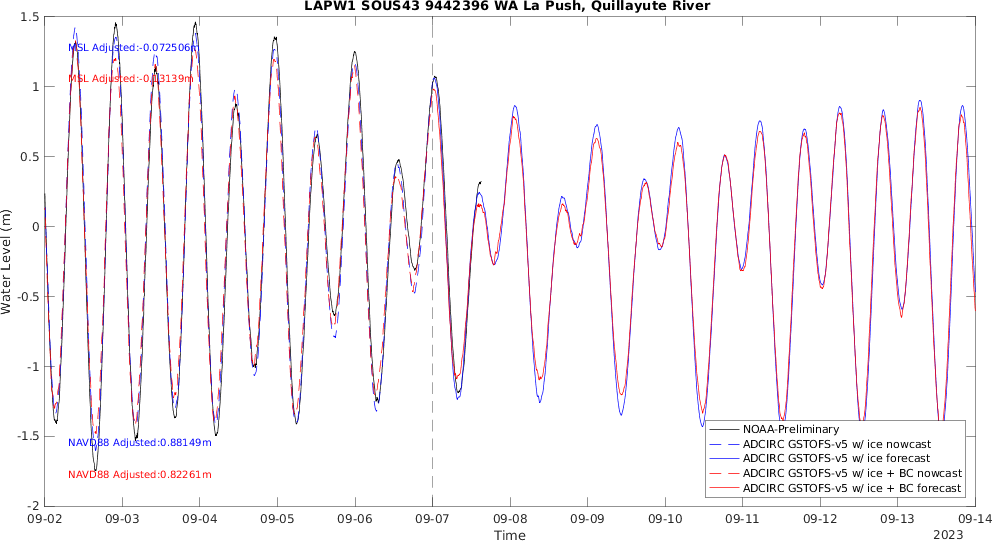 LAPW1 SOUS43 9442396 WA La Push, Quillayute River
1.5
1
0.5
0
-0.5
-1
-1.5
-2
Water Level (m)
MSL Adjusted:-0.072506m
MSL Adjusted:-0.13139m
NAVD88 Adjusted:0.88149m
NAVD88 Adjusted:0.82261m
NOAA-Preliminary
ADCIRC GSTOFS-v5 w/ ice nowcast
ADCIRC GSTOFS-v5 w/ ice forecast
ADCIRC GSTOFS-v5 w/ ice + BC nowcast
ADCIRC GSTOFS-v5 w/ ice + BC forecast
09-02 09-03 09-04 09-05 09-06 09-07 09-08 09-09 09-10 09-11 09-12 09-13 09-14
Time
2023